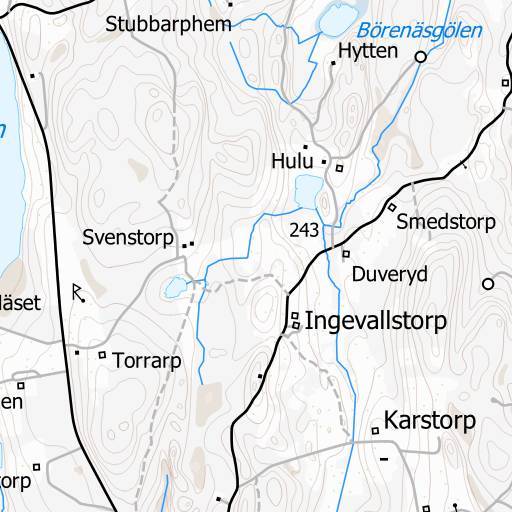 Stubbarphem
Börenäsgölen
Hytten
Hulu
Smedstorp
243
Svenstorp
Duveryd
Ingevallstorp
Torrarp
Karstorp